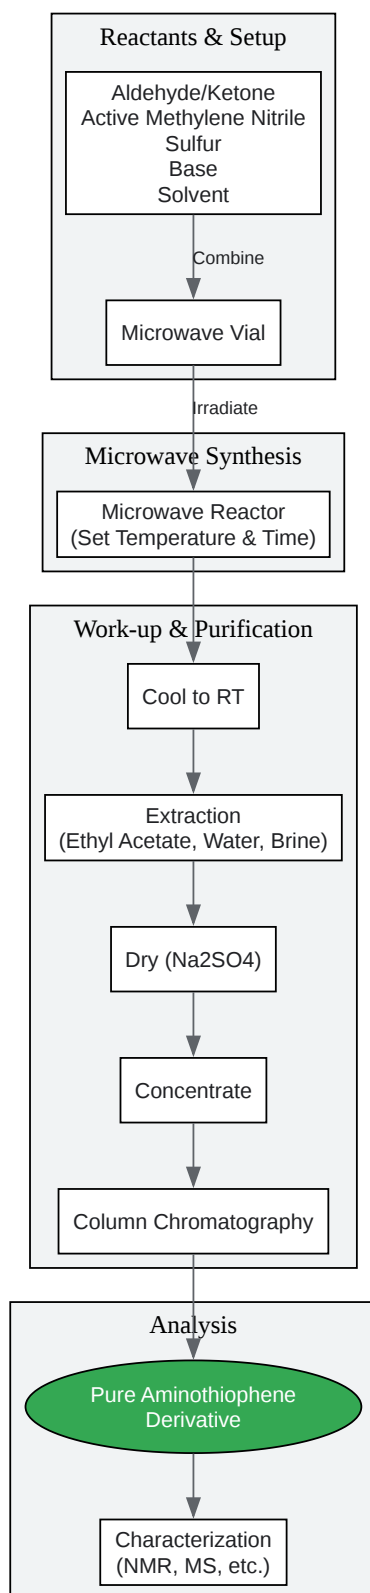 Reactants & Setup
Aldehyde/Ketone
Active Methylene Nitrile
Sulfur
Base
Solvent
Combine
Microwave Vial
Irradiate
Microwave Synthesis
Microwave Reactor
(Set Temperature & Time)
Work-up & Purification
Cool to RT
Extraction
(Ethyl Acetate, Water, Brine)
Dry (Na2SO4)
Concentrate
Column Chromatography
Analysis
Pure Aminothiophene
Derivative
Characterization
(NMR, MS, etc.)